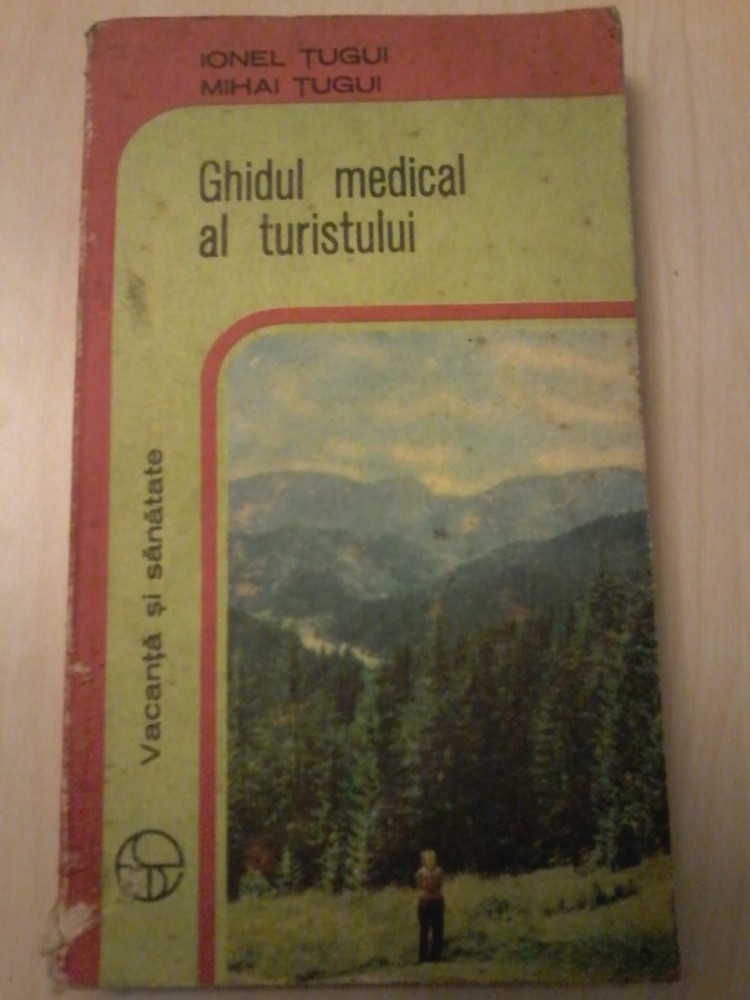 IONEL ȚUGUI
MIHAI ȚUGUI
Ghidul medical
al turistului
Vacanță și sănătate